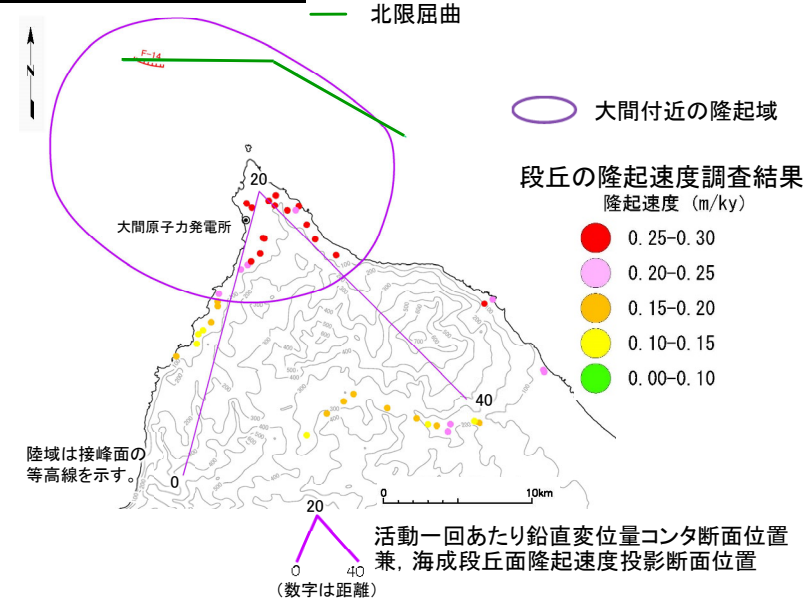 北限屈曲
N
F-14
大間付近の隆起域
20
段丘の隆起速度調査結果
隆起速度 (m/ky)
大間原子力発電所
0.25-0.30
0.20-0.25
0.15-0.20
0.10-0.15
0.00-0.10
40
陸域は接峰面の
等高線を示す。
0
0
10km
20
活動一回あたり鉛直変位量コンタ断面位置
兼,海成段丘面隆起速度投影断面位置
0
40
(数字は距離)